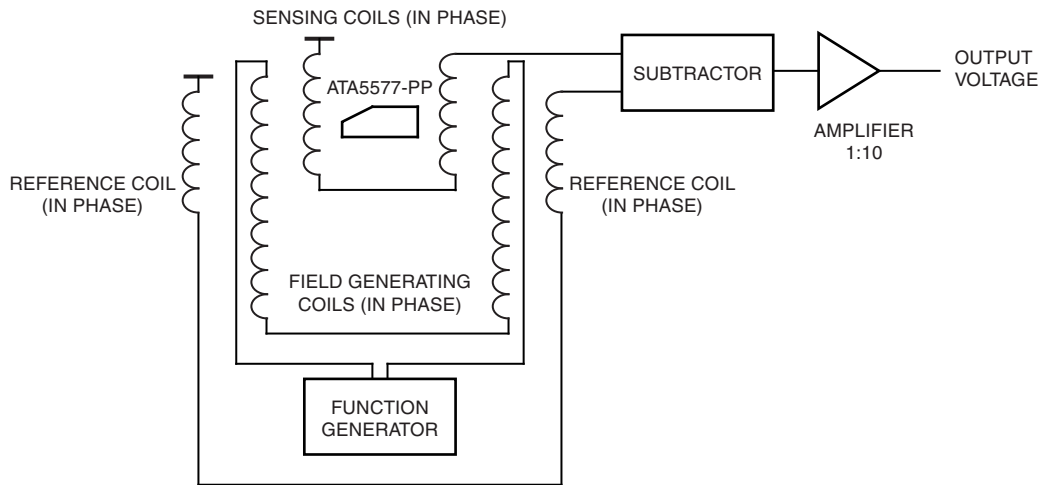 SENSING COILS (IN PHASE)
ATA5577-PP
SUBTRACTOR
OUTPUT
VOLTAGE
AMPLIFIER
1:10
REFERENCE COIL
(IN PHASE)
REFERENCE COIL
(IN PHASE)
FIELD GENERATING
COILS (IN PHASE)
FUNCTION
GENERATOR